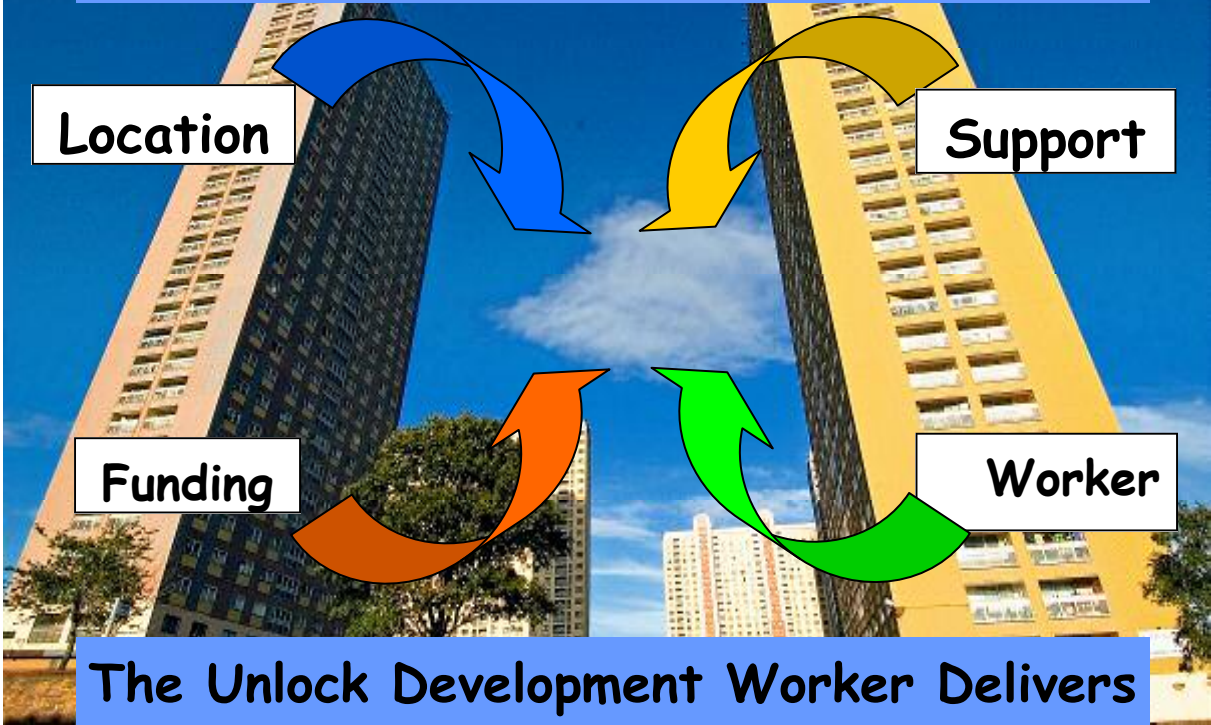 Location
Support
Funding
Worker
The Unlock Development Worker Delivers